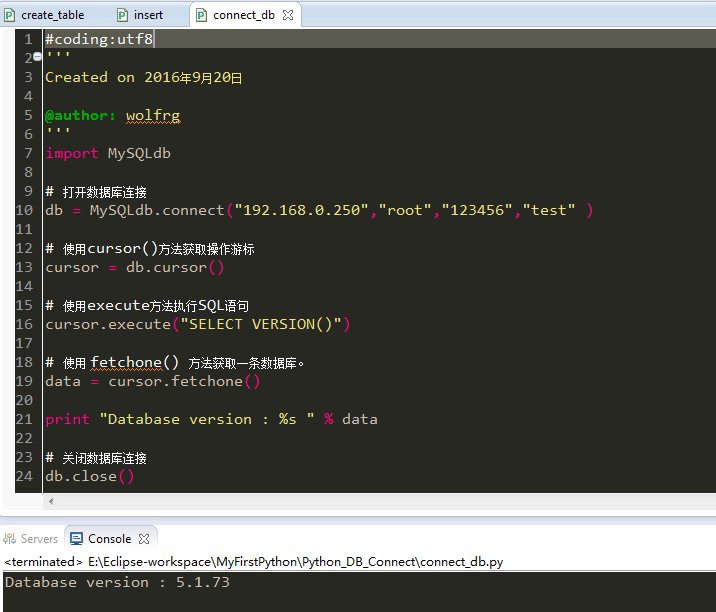 create_table insert connect_db
1 #coding:utf8
2 '''
3 Created on 2016年9月20日
4
5 @author: wolfrg
6 '''
7 import MySQLdb
8
9 # 打开数据库连接
10 db = MySQLdb.connect("192.168.0.250","root","123456","test" )
11
12 # 使用cursor()方法获取操作游标
13 cursor = db.cursor()
14
15 # 使用execute方法执行SQL语句
16 cursor.execute("SELECT VERSION()")
17
18 # 使用 fetchone() 方法获取一条数据库。
19 data = cursor.fetchone()
20
21 print "Database version : %s " % data
22
23 # 关闭数据库连接
24 db.close()
Servers Console
<terminated> E:\Eclipse-workspace\MyFirstPython\Python_DB_Connect\connect_db.py
Database version : 5.1.73